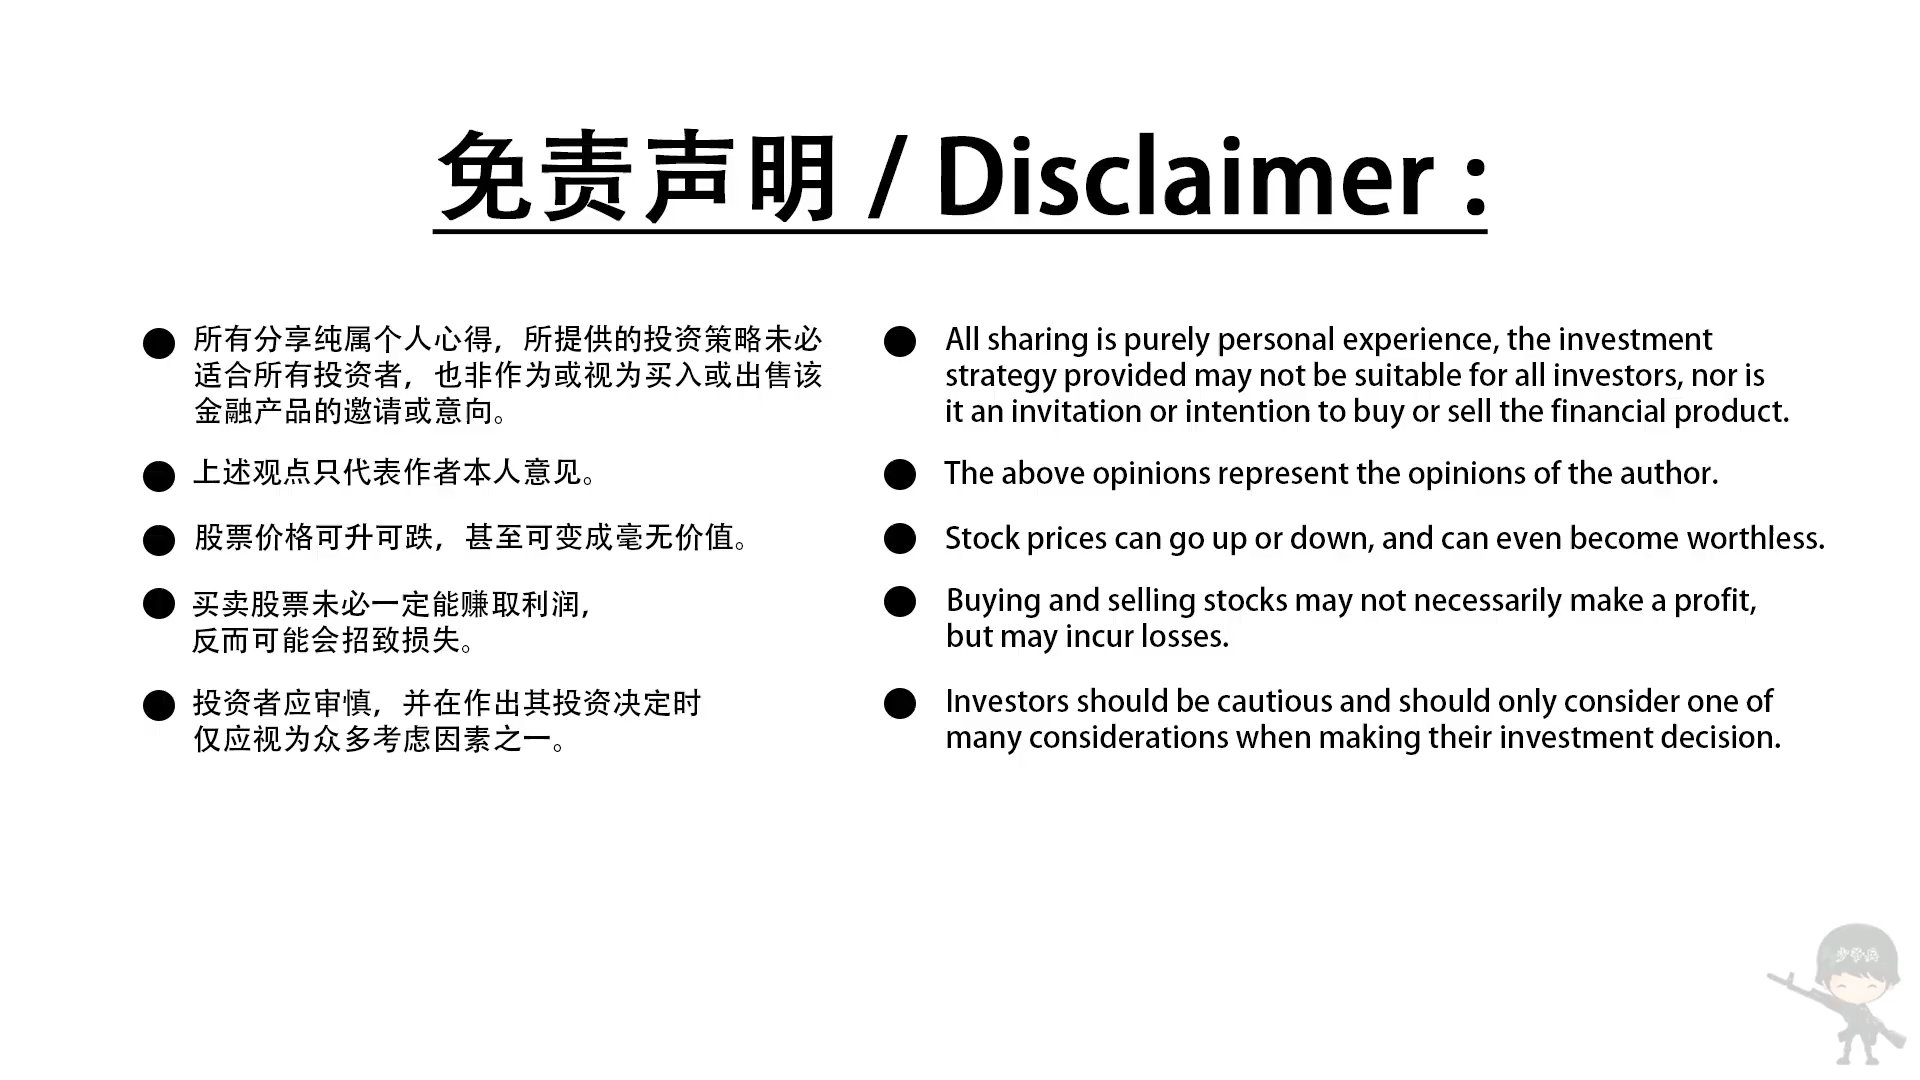 免责声明 / Disclaimer :
所有分享纯属个人心得，所提供的投资策略未必
适合所有投资者，也非作为或视为买入或出售该
金融产品的邀请或意向。
上述观点只代表作者本人意见。
股票价格可升可跌，甚至可变成毫无价值。
买卖股票未必一定能赚取利润，
反而可能会招致损失。
投资者应审慎，并在作出其投资决定时
仅应视为众多考虑因素之一。
All sharing is purely personal experience, the investment
strategy provided may not be suitable for all investors, nor is
it an invitation or intention to buy or sell the financial product.
The above opinions represent the opinions of the author.
Stock prices can go up or down, and can even become worthless.
Buying and selling stocks may not necessarily make a profit,
but may incur losses.
Investors should be cautious and should only consider one of
many considerations when making their investment decision.